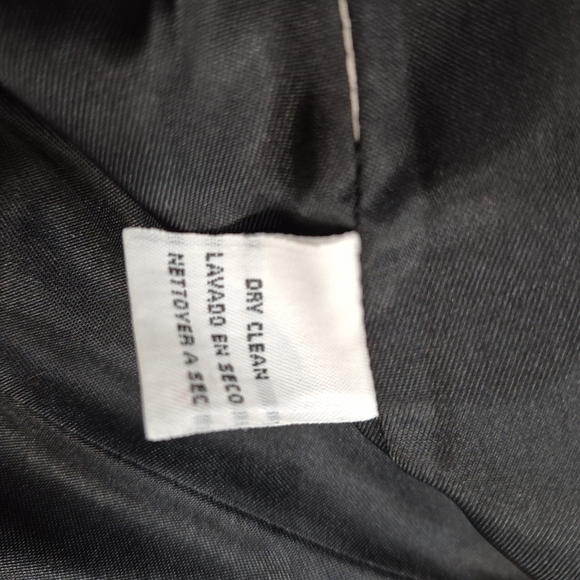 DRY CLEAN
LAVADO EN SECO
NETTOYER A SEC